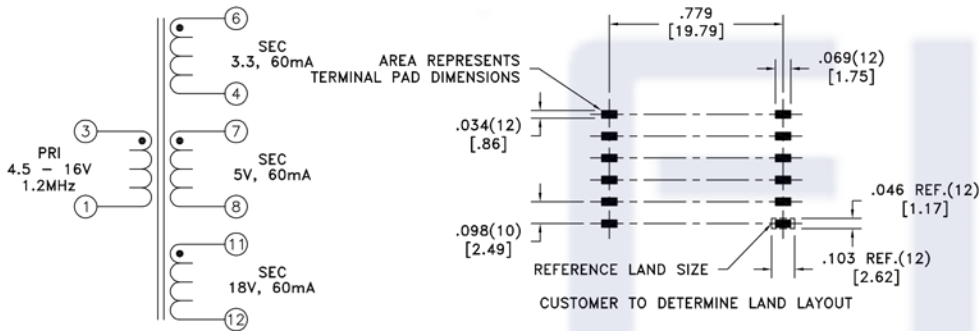 6
SEC
3.3, 60mA
4
3
PRI
4.5 – 16V
1.2MHz
1
7
SEC
5V, 60mA
8
11
SEC
18V, 60mA
12
.779
[19.79]
AREA REPRESENTS
TERMINAL PAD DIMENSIONS
.069(12)
[1.75]
.034(12)
[.86]
.046 REF.(12)
[1.17]
.098(10)
[2.49]
REFERENCE LAND SIZE
.103 REF.(12)
[2.62]
CUSTOMER TO DETERMINE LAND LAYOUT